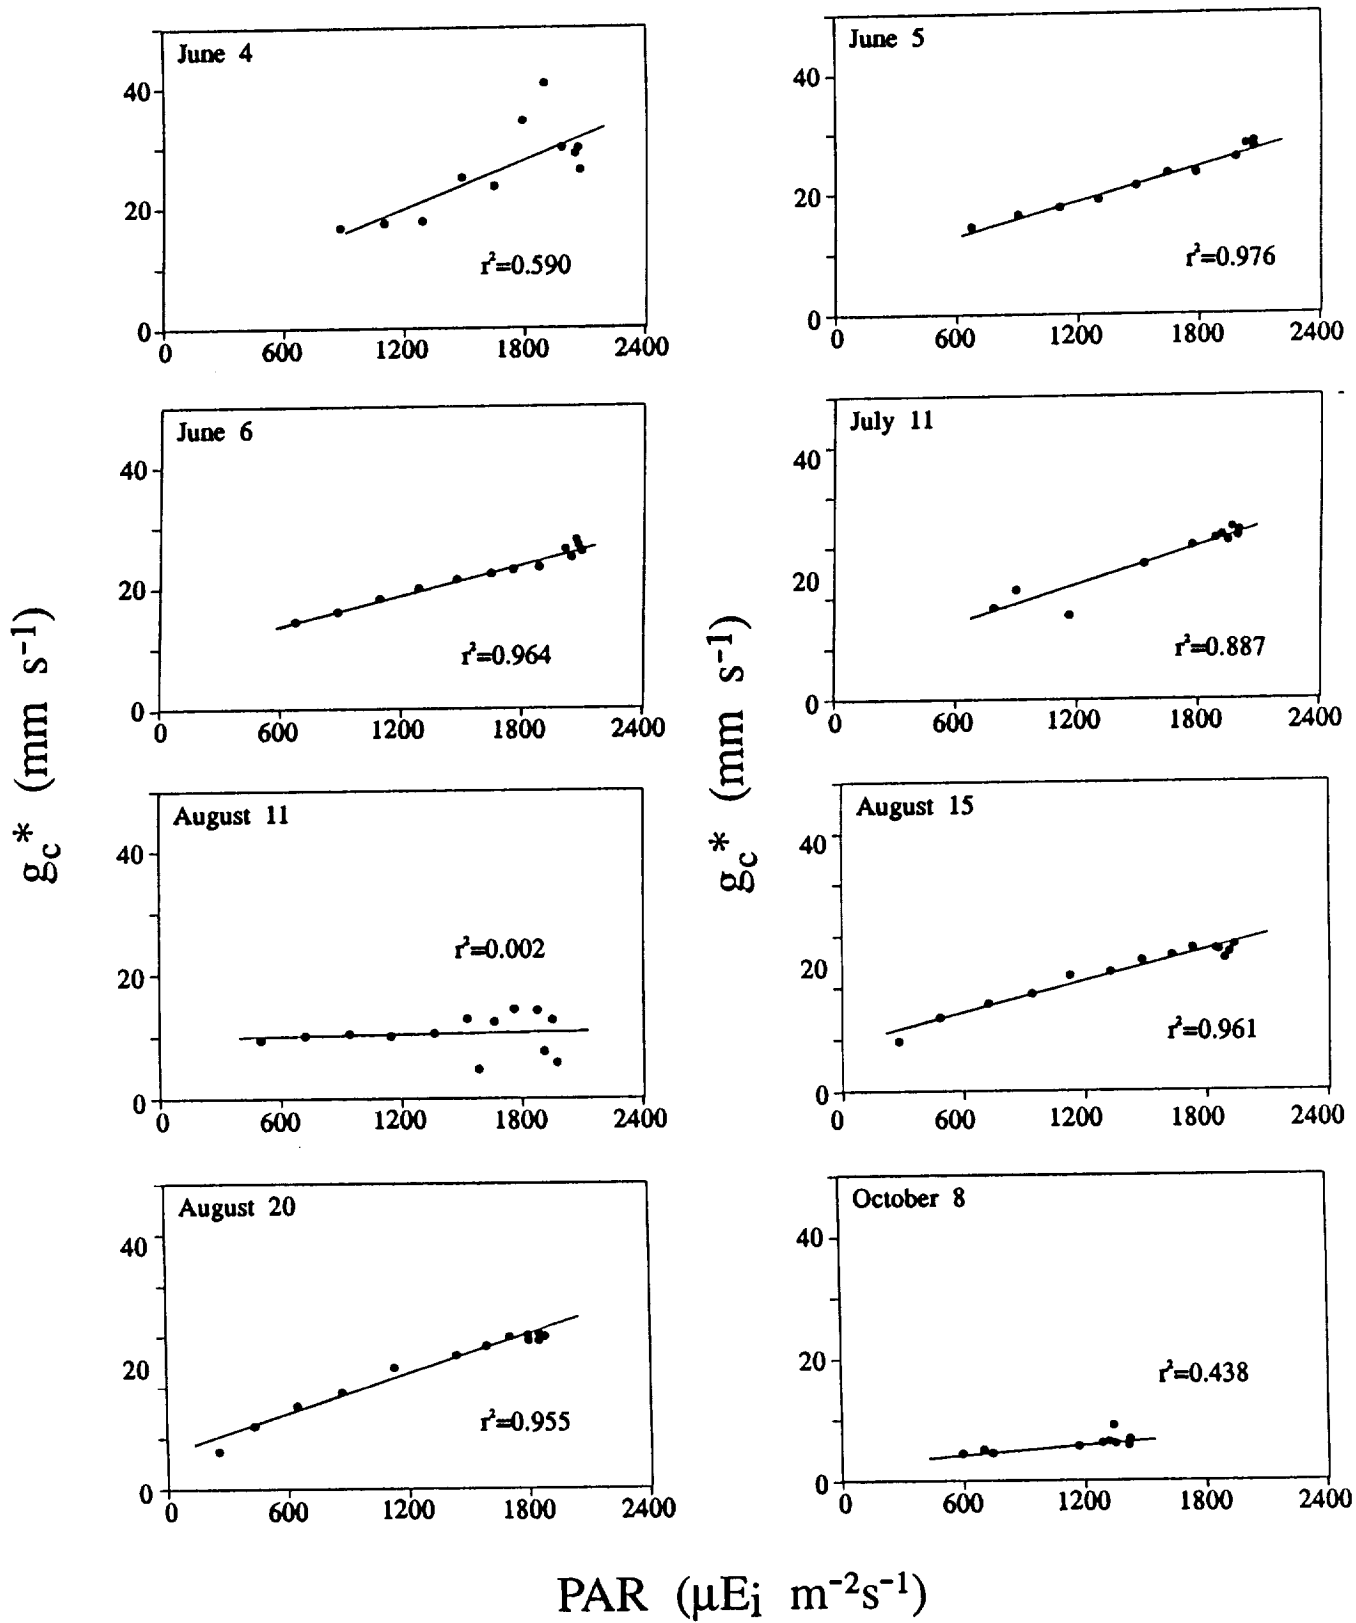 June 4
40
20
0
r²=0.590
0 600 1200 1800 2400
June 5
40
20
0
r²=0.976
0 600 1200 1800 2400
June 6
40
20
0
r²=0.964
0 600 1200 1800 2400
July 11
40
20
0
r²=0.887
0 600 1200 1800 2400
August 11
40
20
0
r²=0.002
0 600 1200 1800 2400
August 15
40
20
0
r²=0.961
0 600 1200 1800 2400
August 20
40
20
0
r²=0.955
0 600 1200 1800 2400
October 8
40
20
0
r²=0.438
0 600 1200 1800 2400
g_c* (mm s⁻¹)
g_c* (mm s⁻¹)
PAR (μEi m⁻²s⁻¹)